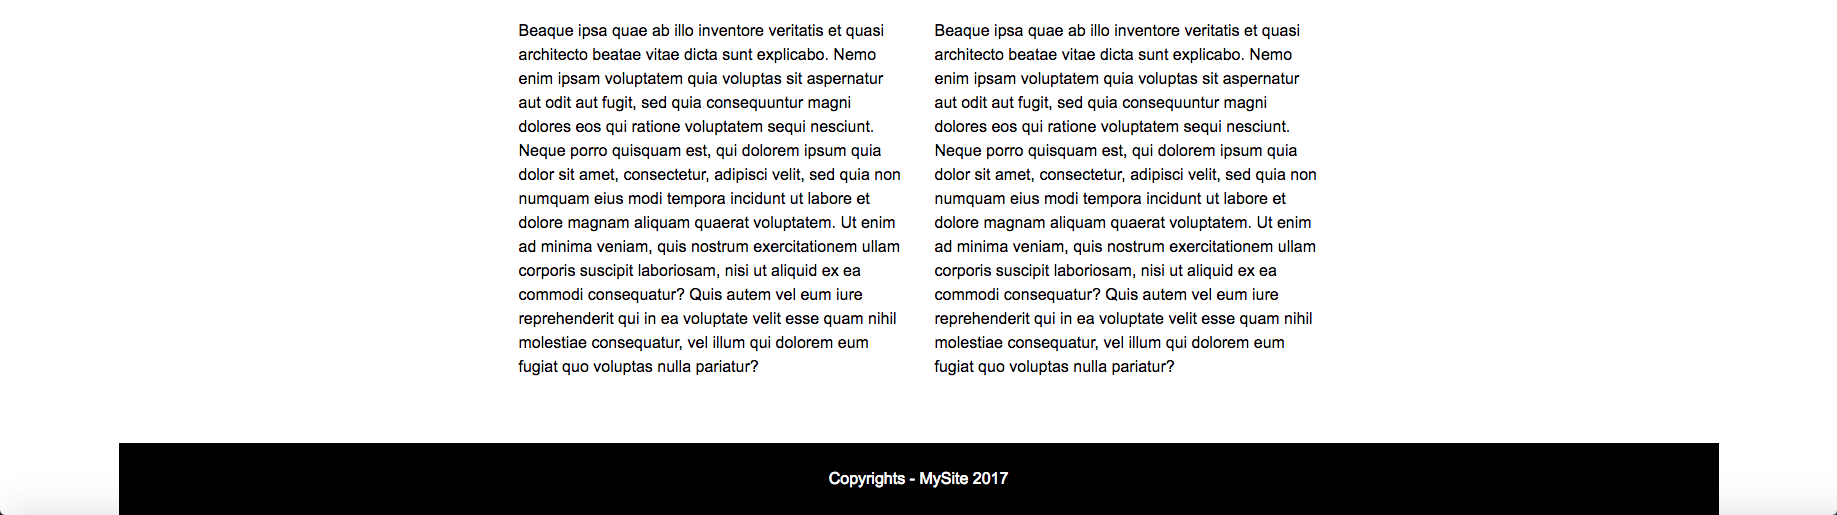 Beaque ipsa quae ab illo inventore veritatis et quasi
architecto beatae vitae dicta sunt explicabo. Nemo
enim ipsam voluptatem quia voluptas sit aspernatur
aut odit aut fugit, sed quia consequuntur magni
dolores eos qui ratione voluptatem sequi nesciunt.
Neque porro quisquam est, qui dolorem ipsum quia
dolor sit amet, consectetur, adipisci velit, sed quia non
numquam eius modi tempora incidunt ut labore et
dolore magnam aliquam quaerat voluptatem. Ut enim
ad minima veniam, quis nostrum exercitationem ullam
corporis suscipit laboriosam, nisi ut aliquid ex ea
commodi consequatur? Quis autem vel eum iure
reprehenderit qui in ea voluptate velit esse quam nihil
molestiae consequatur, vel illum qui dolorem eum
fugiat quo voluptas nulla pariatur?
Beaque ipsa quae ab illo inventore veritatis et quasi
architecto beatae vitae dicta sunt explicabo. Nemo
enim ipsam voluptatem quia voluptas sit aspernatur
aut odit aut fugit, sed quia consequuntur magni
dolores eos qui ratione voluptatem sequi nesciunt.
Neque porro quisquam est, qui dolorem ipsum quia
dolor sit amet, consectetur, adipisci velit, sed quia non
numquam eius modi tempora incidunt ut labore et
dolore magnam aliquam quaerat voluptatem. Ut enim
ad minima veniam, quis nostrum exercitationem ullam
corporis suscipit laboriosam, nisi ut aliquid ex ea
commodi consequatur? Quis autem vel eum iure
reprehenderit qui in ea voluptate velit esse quam nihil
molestiae consequatur, vel illum qui dolorem eum
fugiat quo voluptas nulla pariatur?
Copyrights - MySite 2017